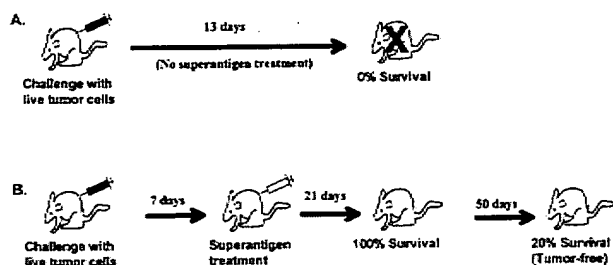 A.
13 days
(No superantigen treatment)
Challenge with
live tumor cells
0% Survival
B.
7 days
21 days
50 days
Challenge with
live tumor cells
Superantigen
treatment
100% Survival
20% Survival
(Tumor-free)